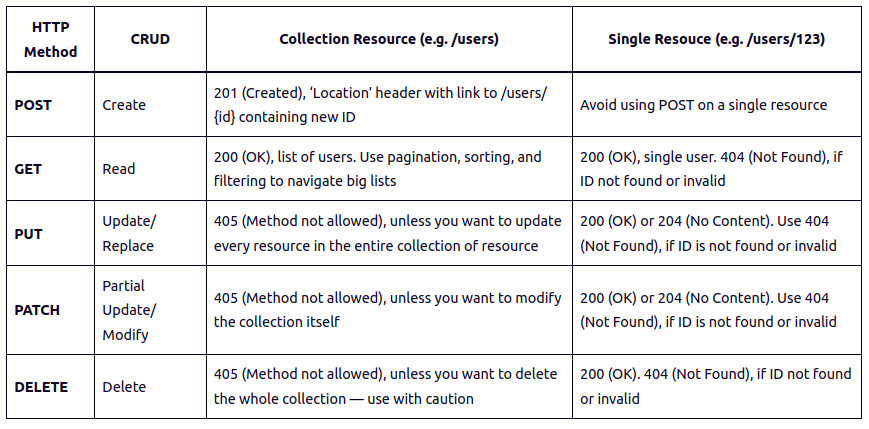 HTTP
Method
CRUD
Collection Resource (e.g. /users)
Single Resouce (e.g. /users/123)
POST
Create
201 (Created), ‘Location’ header with link to /users/
{id} containing new ID
Avoid using POST on a single resource
GET
Read
200 (OK), list of users. Use pagination, sorting, and
filtering to navigate big lists
200 (OK), single user. 404 (Not Found), if
ID not found or invalid
PUT
Update/
Replace
405 (Method not allowed), unless you want to update
every resource in the entire collection of resource
200 (OK) or 204 (No Content). Use 404
(Not Found), if ID is not found or invalid
PATCH
Partial
Update/
Modify
405 (Method not allowed), unless you want to modify
the collection itself
200 (OK) or 204 (No Content). Use 404
(Not Found), if ID is not found or invalid
DELETE
Delete
405 (Method not allowed), unless you want to delete
the whole collection — use with caution
200 (OK). 404 (Not Found), if ID not found
or invalid